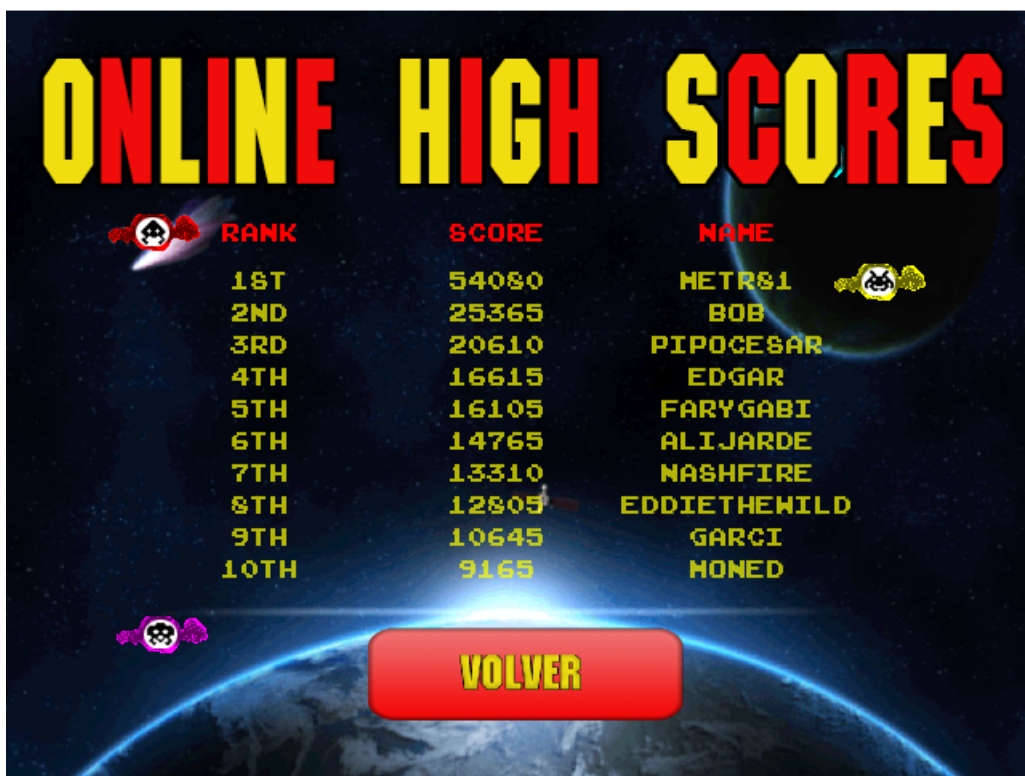 ONLINE HIGH SCORES
RANK SCORE NAME
1ST 54080 METRS1
2ND 25365 BOB
3RD 20610 PIPOCESAR
4TH 16615 EDGAR
5TH 16105 FARYGABI
6TH 14765 ALIJARDE
7TH 13310 NASHFIRE
8TH 12805 EDDIETHEWILD
9TH 10645 GARCI
10TH 9165 MONED
VOLVER